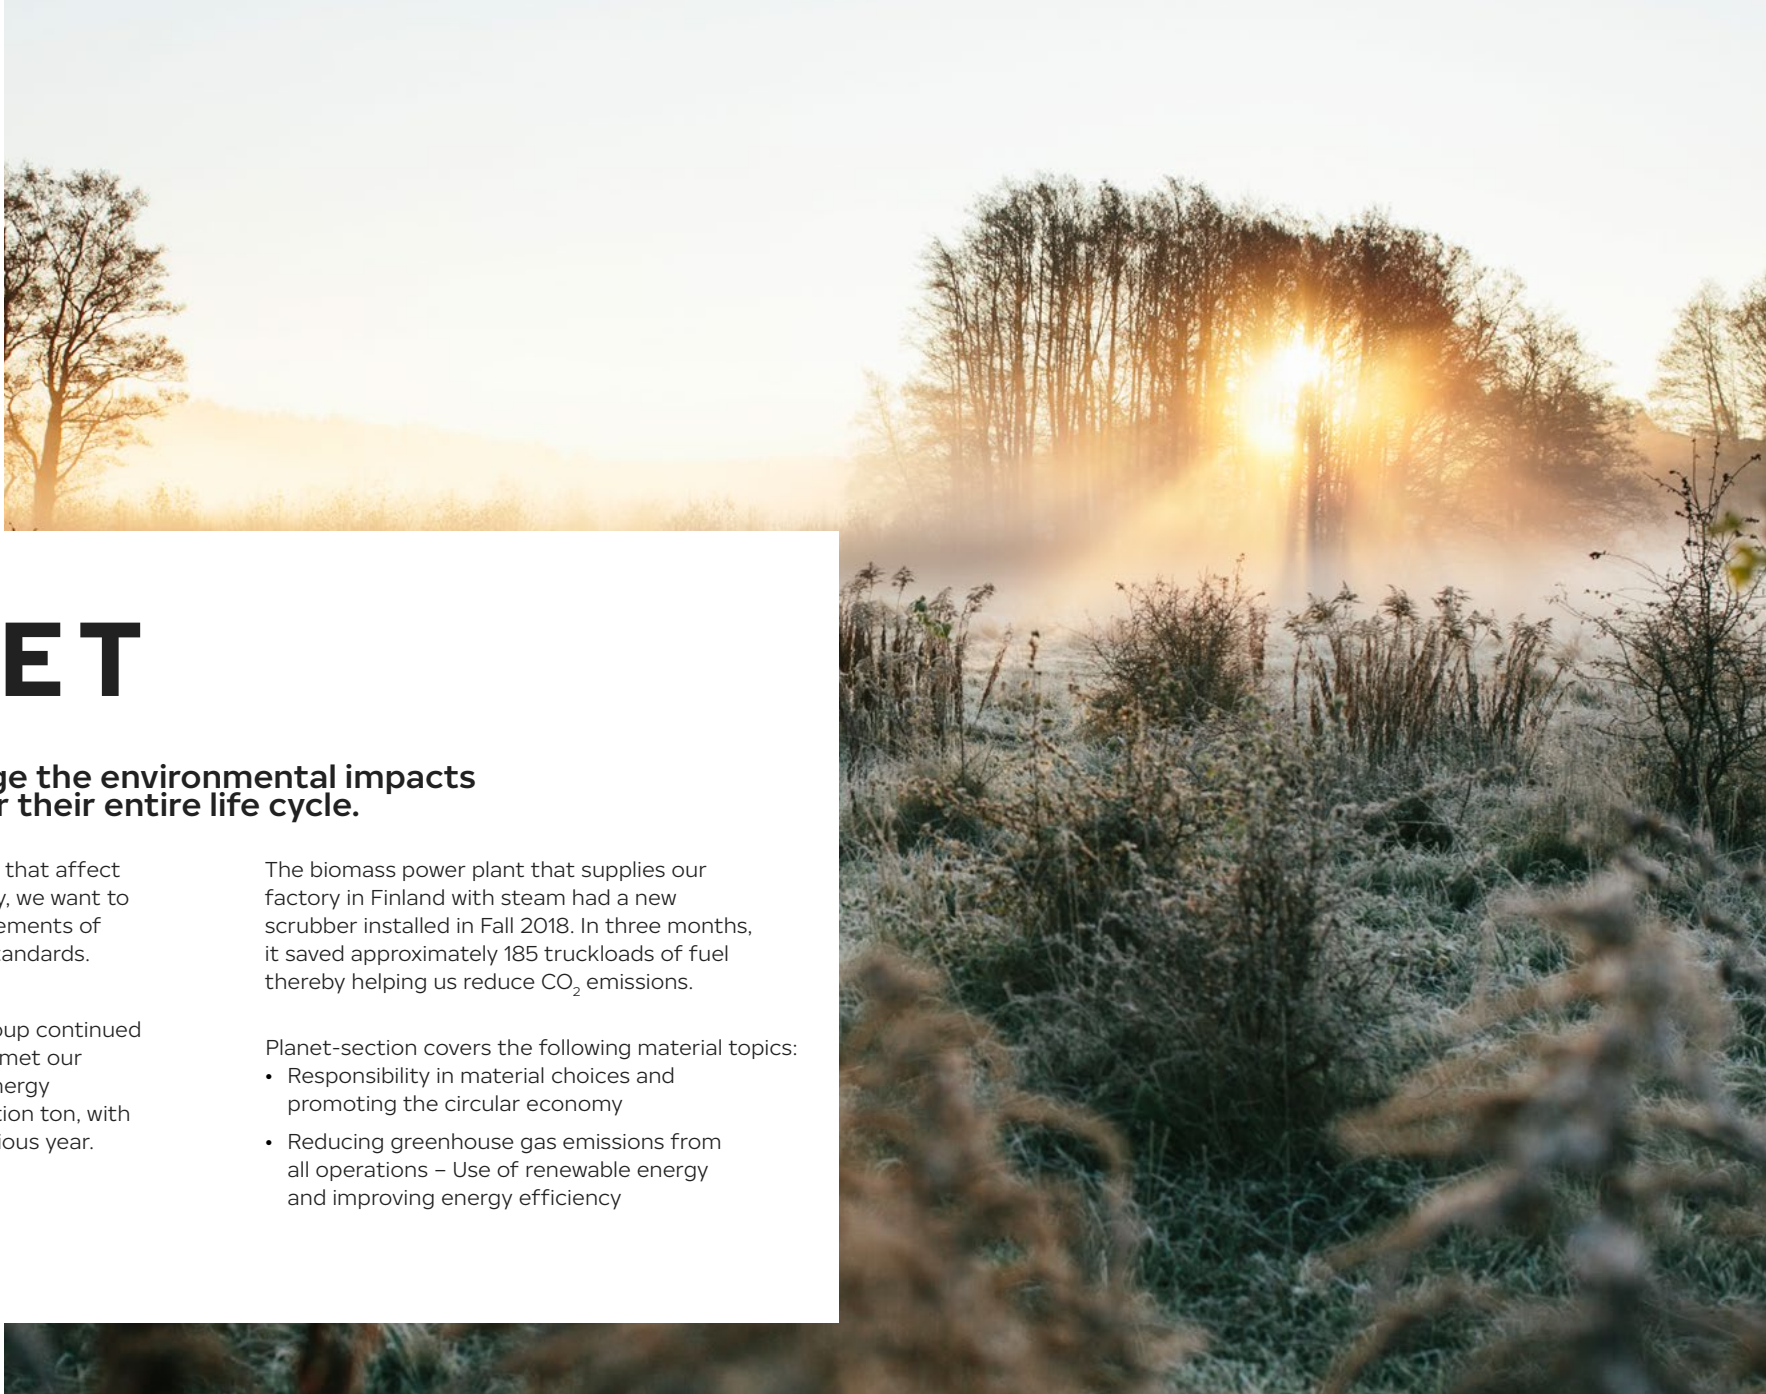 ET
ge the environmental impacts
r their entire life cycle.
that affect
y, we want to
ements of
tandards.
oup continued
met our
nergy
tion ton, with
ious year.
The biomass power plant that supplies our
factory in Finland with steam had a new
scrubber installed in Fall 2018. In three months,
it saved approximately 185 truckloads of fuel
thereby helping us reduce CO₂ emissions.
Planet-section covers the following material topics:
• Responsibility in material choices and
promoting the circular economy
• Reducing greenhouse gas emissions from
all operations – Use of renewable energy
and improving energy efficiency